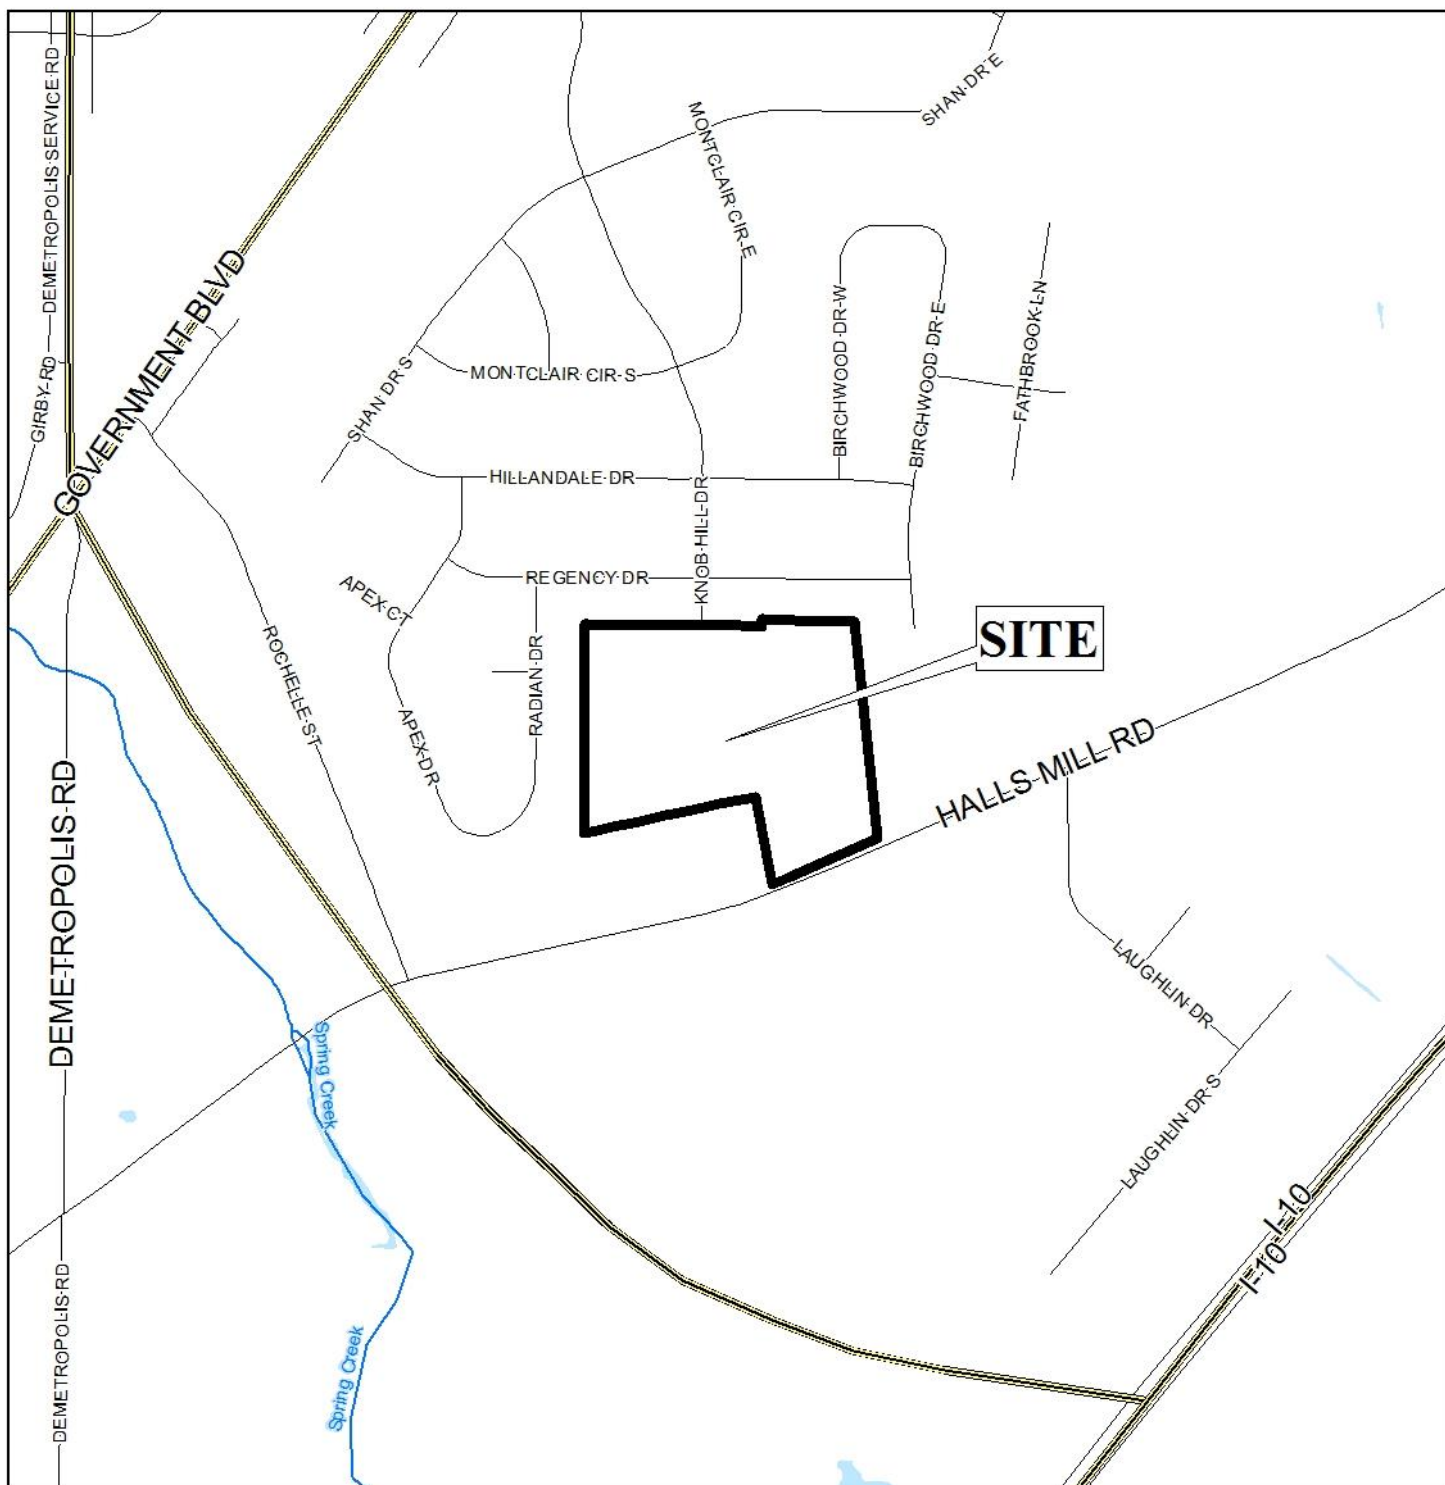 DEMETROPOLIS SERVICE RD
SHAN DR E
MONTCLAIR CIR E
GOVERNMENT BLVD
BIRCHWOOD DR W
BIRCHWOOD DR E
FATHBROOK LN
GIRBY RD
SHAN DR S
MONTCLAIR CIR S
HILLANDALE DR
KNOB HILL DR
REGENCY DR
APEX CT
SITE
ROCHELLE ST
RADIAN DR
APEX DR
HALLS MILL RD
DEMETROPOLIS RD
LAUGHLIN DR
Spring Creek
LAUGHLIN DR S
I-10
I-10
DEMETROPOLIS RD
Spring Creek